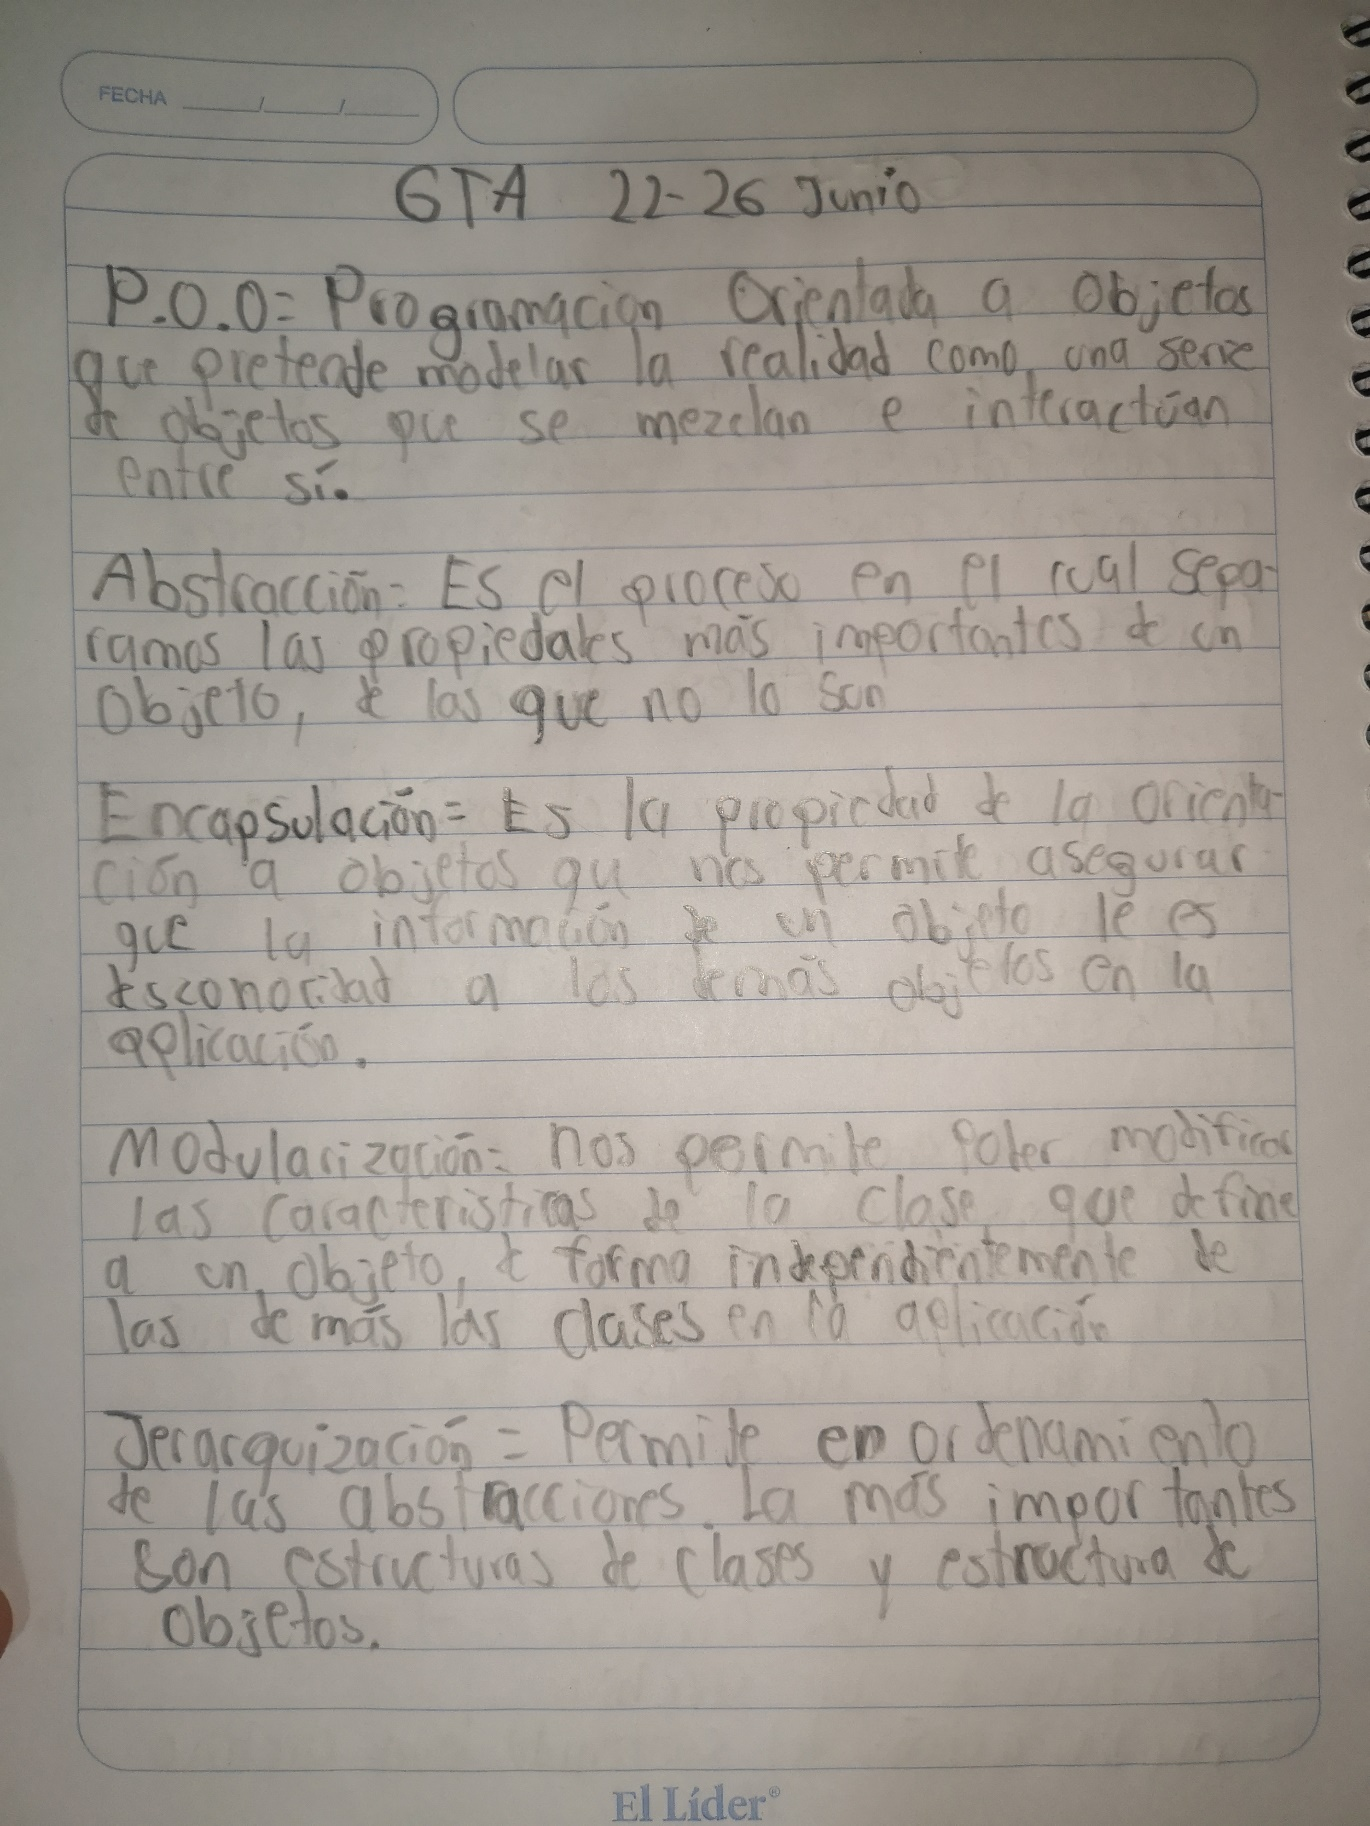 FECHA ____/____/____
GTA 22-26 Junio
P.O.O= Programacion Orientada a Objetos
que pretende modelar la realidad como una serie
de objetos que se mezclan e interactúan
entre sí.
Abstracción= Es el proceso en el cual sepa-
ramos las propiedades más importantes de un
objeto, de las que no lo son
Encapsulación= Es la propiedad de la orienta-
ción a objetos qu nos permite asegurar
que la información de un objeto le es
desconocidad a los demás objetos en la
aplicación.
Modularización= nos permite poder modificar
las caracteristicas de la clase que define
a un objeto, de forma independientemente de
las demás las clases en la aplicación
Jerarquización= Permite en ordenamiento
de las abstracciones. La más importantes
son estructuras de clases y estructura de
objetos.
El Líder®